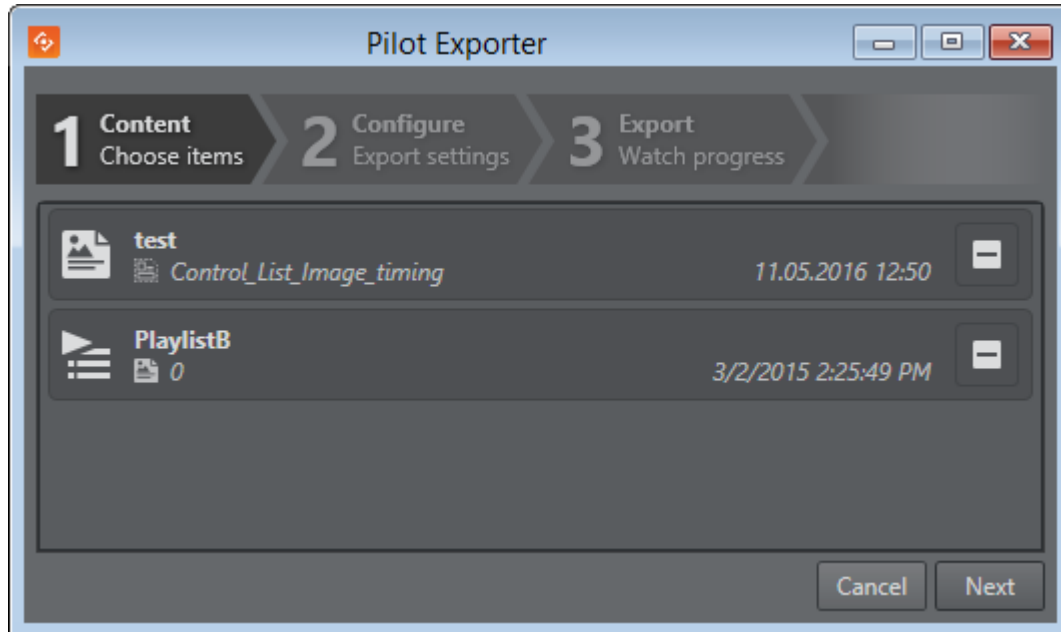 Pilot Exporter
1 Content
Choose items
2 Configure
Export settings
3 Export
Watch progress
test
Control_List_Image_timing 11.05.2016 12:50
PlaylistB
0 3/2/2015 2:25:49 PM
Cancel Next